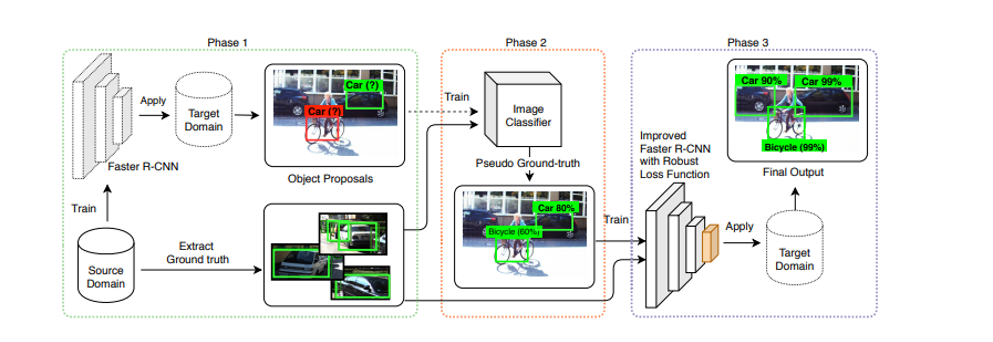 Phase 1
Phase 2
Phase 3
Apply
Target
Domain
Car (?)
Car (?)
Object Proposals
Faster R-CNN
Train
Source
Domain
Extract
Ground truth
Train
Image
Classifier
Pseudo Ground-truth
Car 80%
Bicycle (60%)
Train
Improved
Faster R-CNN
with Robust
Loss Function
Apply
Target
Domain
Car 90%
Car 99%
Bicycle (99%)
Final Output